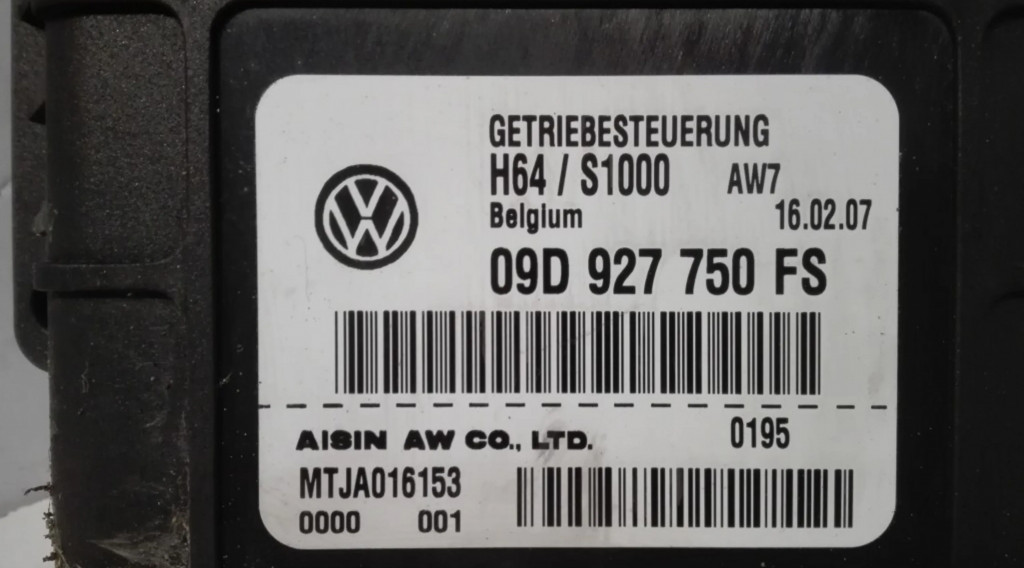 GETRIEBESTEUERUNG
H64 / S1000 AW7
Belgium 16.02.07
09D 927 750 FS
AISIN AW CO., LTD. 0195
MTJA016153
0000 001